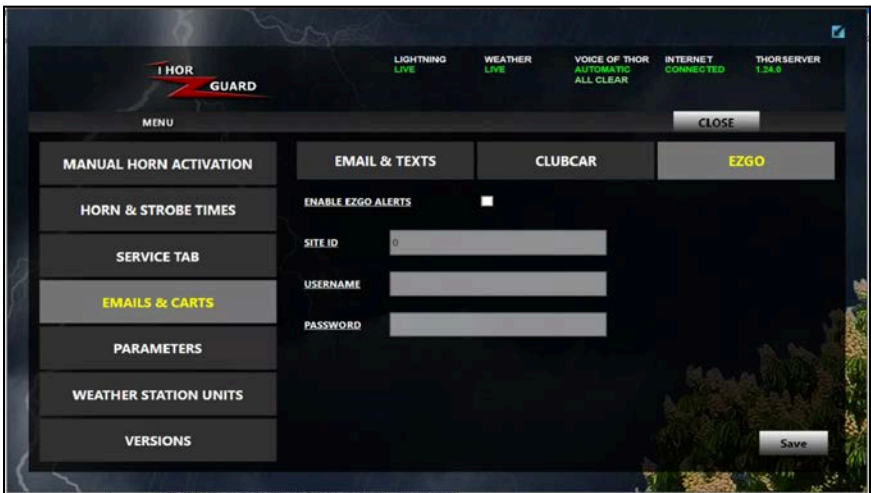 THOR
GUARD
LIGHTNING
LIVE
WEATHER
LIVE
VOICE OF THOR
AUTOMATIC
ALL CLEAR
INTERNET
CONNECTED
THORSERVER
1.24.0
MENU
CLOSE
MANUAL HORN ACTIVATION
HORN & STROBE TIMES
SERVICE TAB
EMAILS & CARTS
PARAMETERS
WEATHER STATION UNITS
VERSIONS
EMAIL & TEXTS
CLUBCAR
EZGO
ENABLE EZGO ALERTS
SITE ID
0
USERNAME
PASSWORD
Save